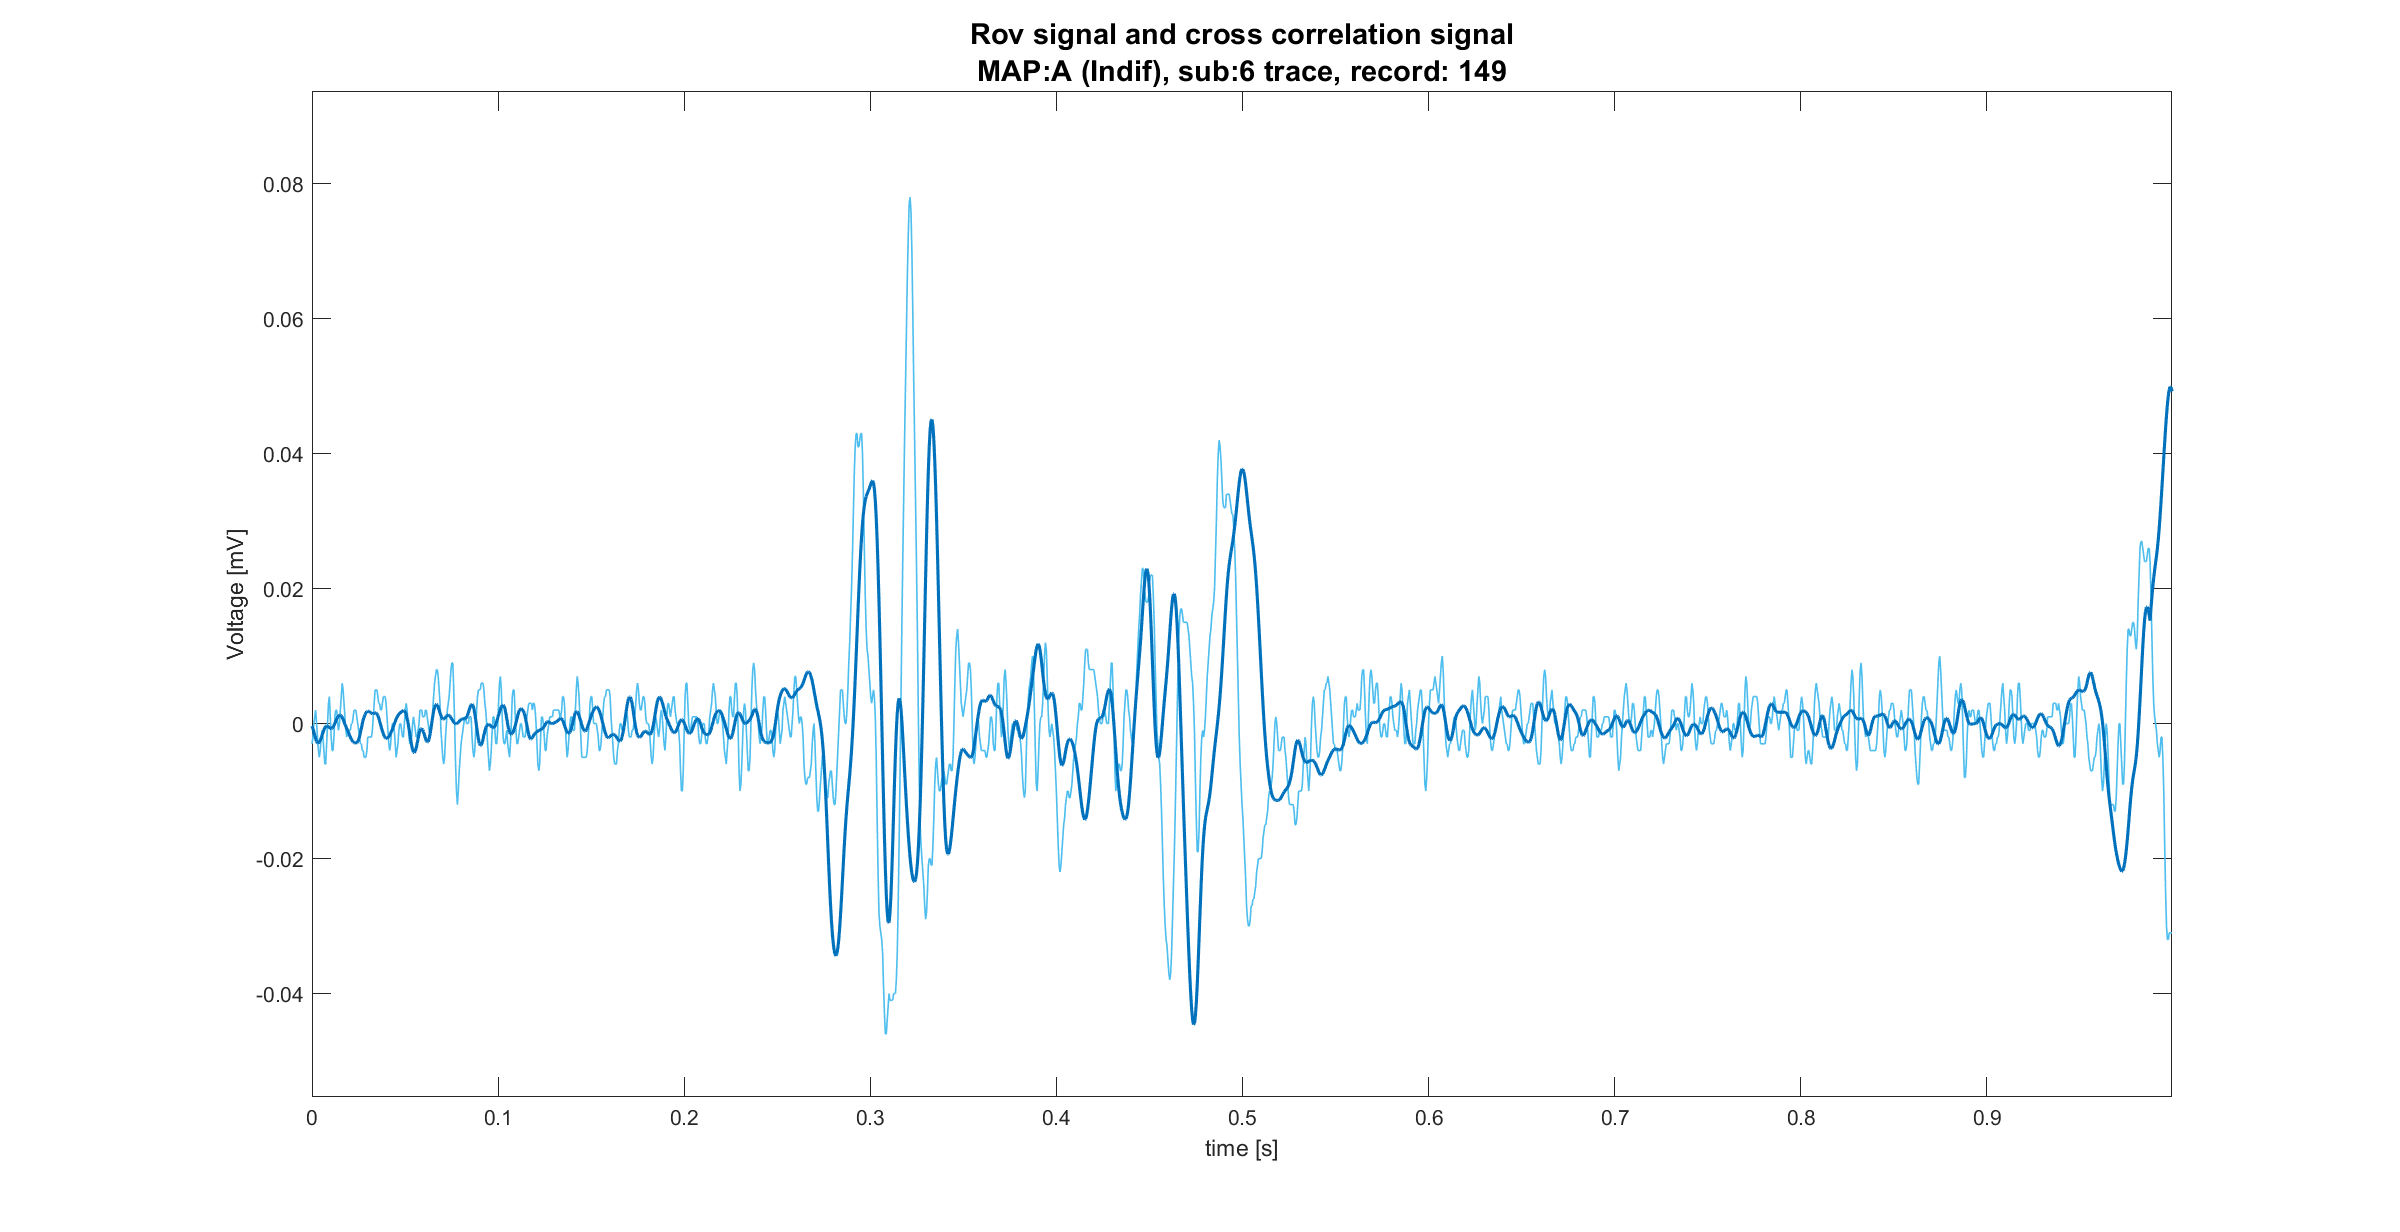 Rov signal and cross correlation signal
MAP:A (Indif), sub:6 trace, record: 149
0.08
0.06
0.04
0.02
0
-0.02
-0.04
Voltage [mV]
0 0.1 0.2 0.3 0.4 0.5 0.6 0.7 0.8 0.9
time [s]